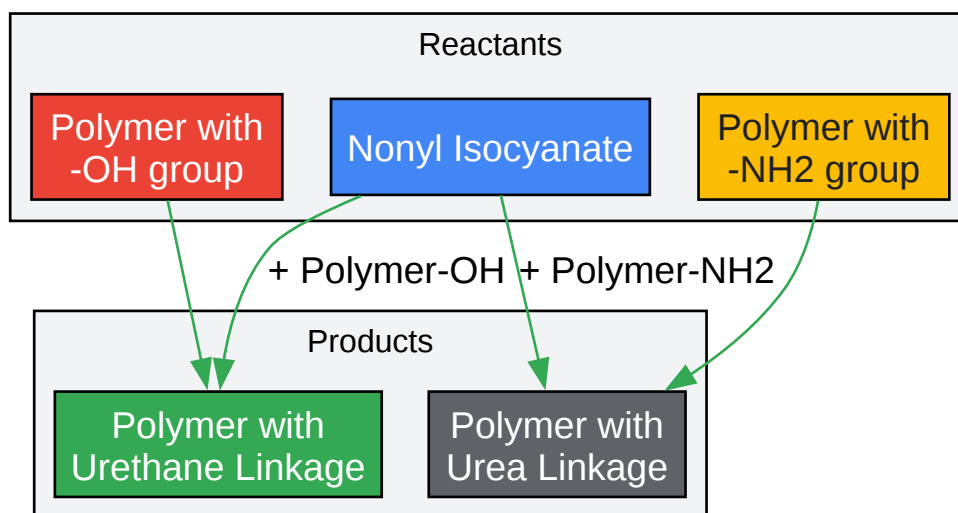 Reactants
Polymer with
-OH group
Nonyl Isocyanate
Polymer with
-NH2 group
+ Polymer-OH
+ Polymer-NH2
Products
Polymer with
Urethane Linkage
Polymer with
Urea Linkage